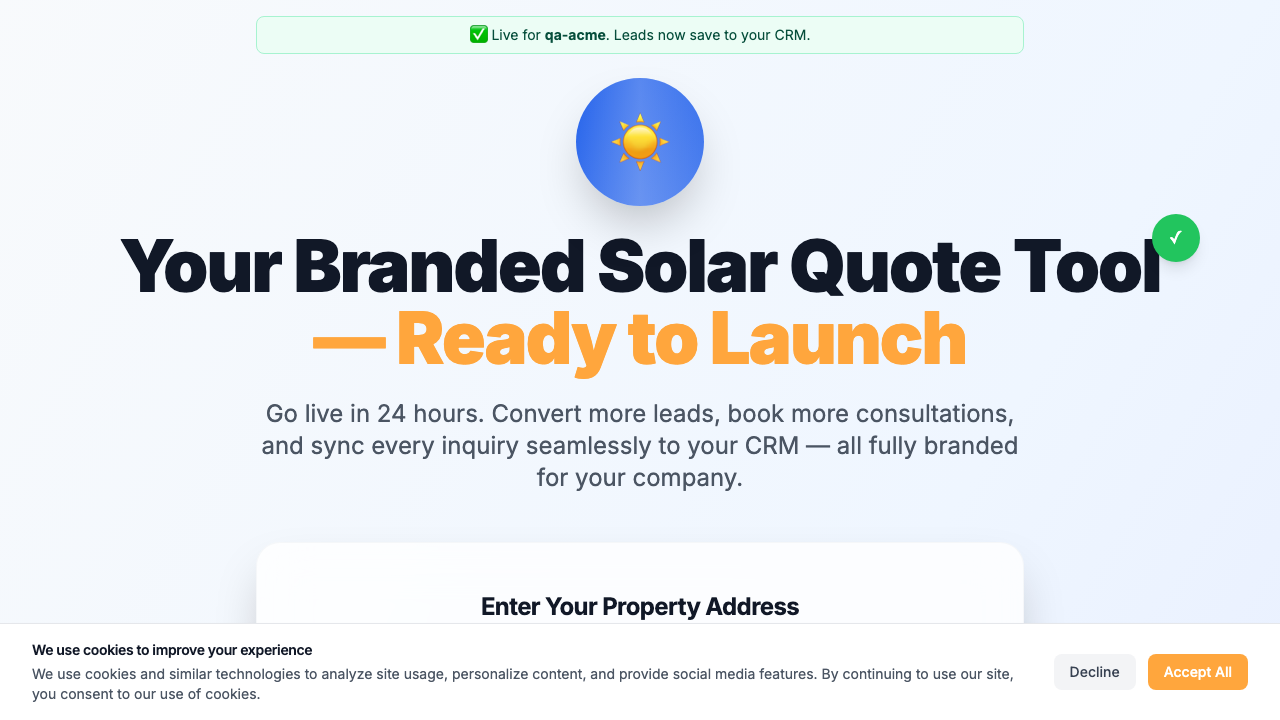 ✅ Live for qa-acme. Leads now save to your CRM.
Your Branded Solar Quote Tool
— Ready to Launch
Go live in 24 hours. Convert more leads, book more consultations,
and sync every inquiry seamlessly to your CRM — all fully branded
for your company.
Enter Your Property Address
We use cookies to improve your experience
We use cookies and similar technologies to analyze site usage, personalize content, and provide social media features. By continuing to use our site,
you consent to our use of cookies.
Decline
Accept All